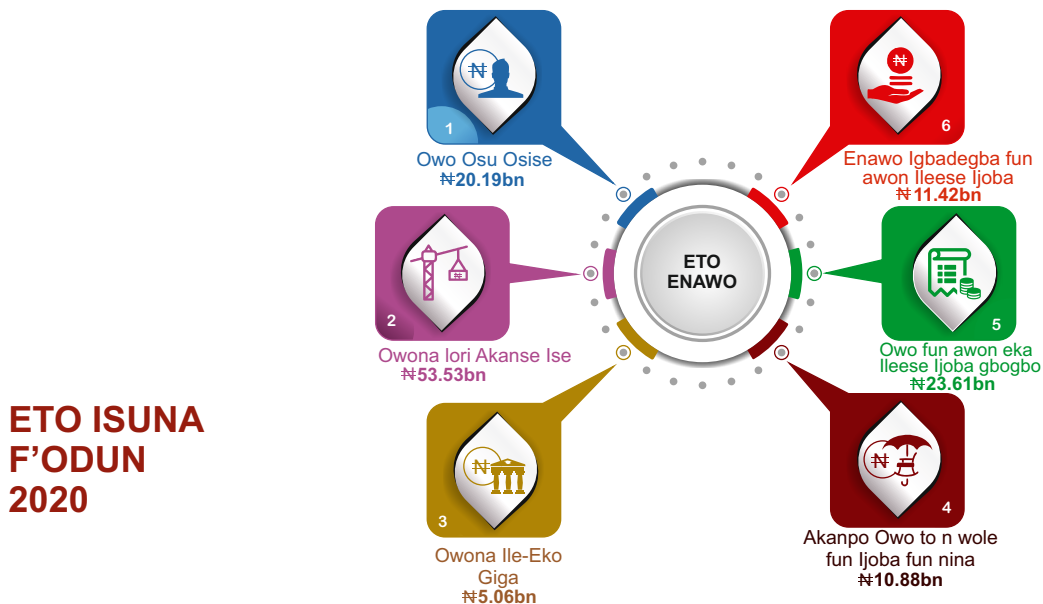 1
Owo Osu Osise
₦20.19bn
2
Owona lori Akanse Ise
₦53.53bn
3
Owona Ile-Eko
Giga
₦5.06bn
ETO
ENAWO
6
Enawo Igbadegba fun
awon Ileese Ijoba
₦11.42bn
5
Owo fun awon eka
Ileese Ijoba gbogbo
₦23.61bn
4
Akanpo Owo to n wole
fun Ijoba fun nina
₦10.88bn
ETO ISUNA
F’ODUN
2020
₦
₦
₦
₦
₦